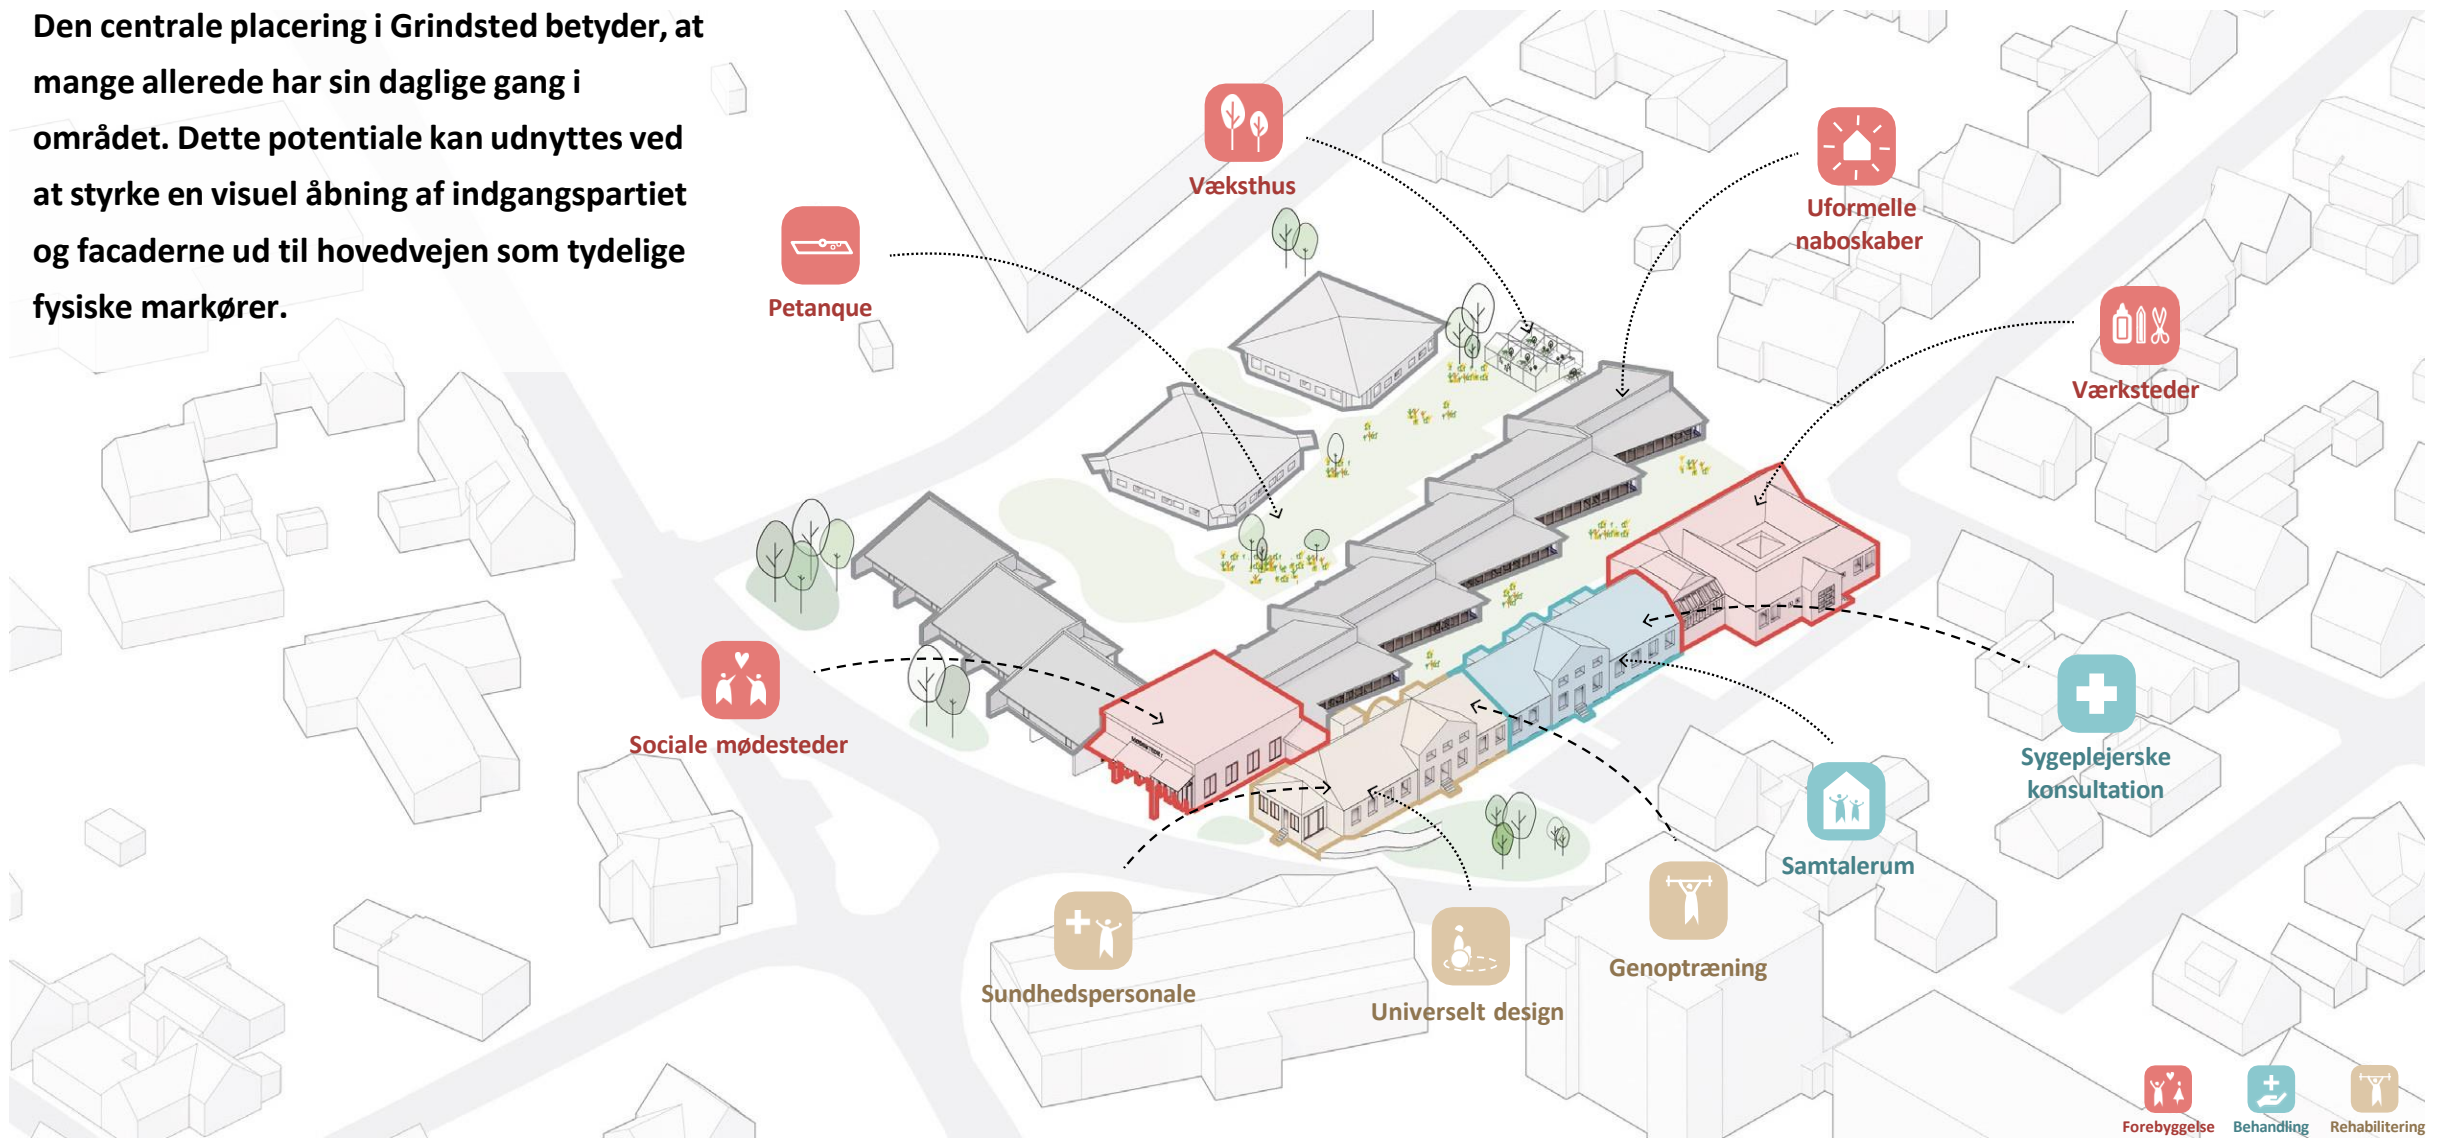 Den centrale placering i Grindsted betyder, at
mange allerede har sin daglige gang i
området. Dette potentiale kan udnyttes ved
at styrke en visuel åbning af indgangspartiet
og facaderne ud til hovedvejen som tydelige
fysiske markører.
Væksthus
Uformelle
naboskaber
Petanque
Værksteder
Sociale mødesteder
Sygeplejerske
konsultation
Samtalerum
Genoptræning
Sundhedspersonale
Universelt design
Forebyggelse
Behandling
Rehabilitering